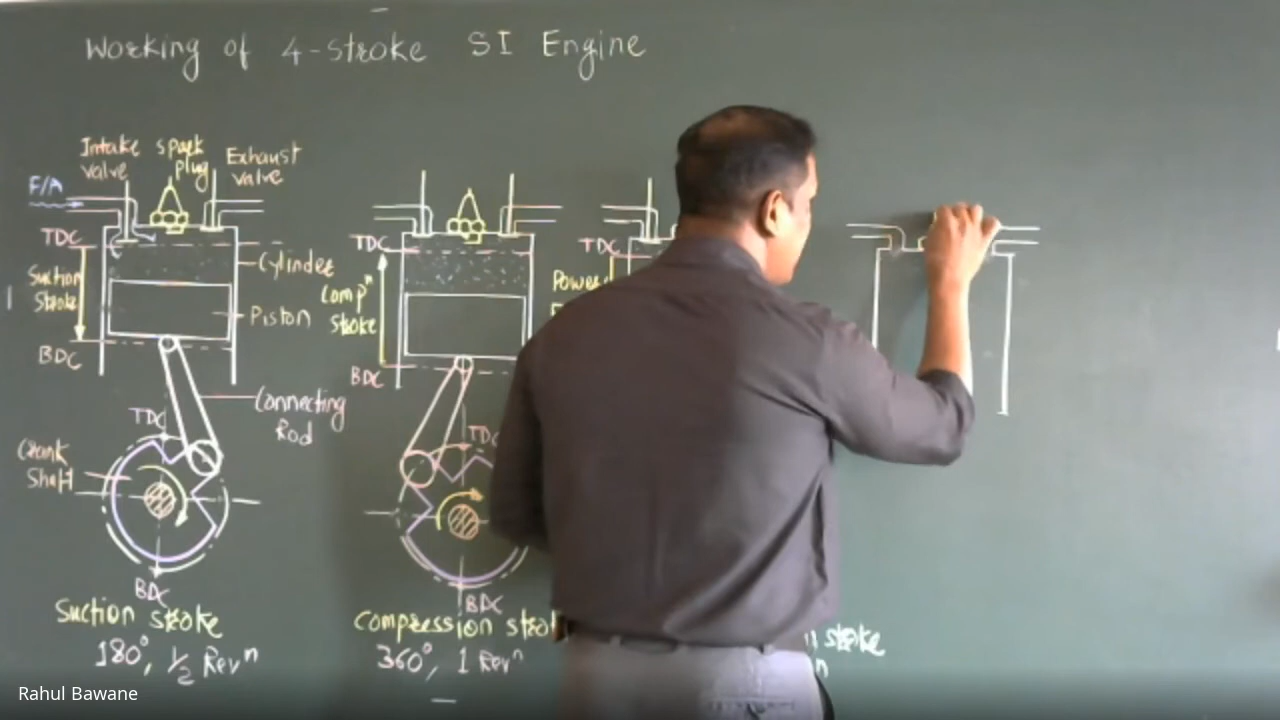 Working of 4-stroke SI Engine
Intake valve
spark plug
Exhaust valve
F/A
TDC
Suction Stroke
BDC
Cylinder
Piston
Connecting Rod
TDC
Crank Shaft
BDC
Suction stroke
180°, 1/2 Revⁿ
TDC
Compⁿ stroke
BDC
TDC
BDC
Compression
360°, 1 Revⁿ
TDC
Power
stroke
Rahul Bawane